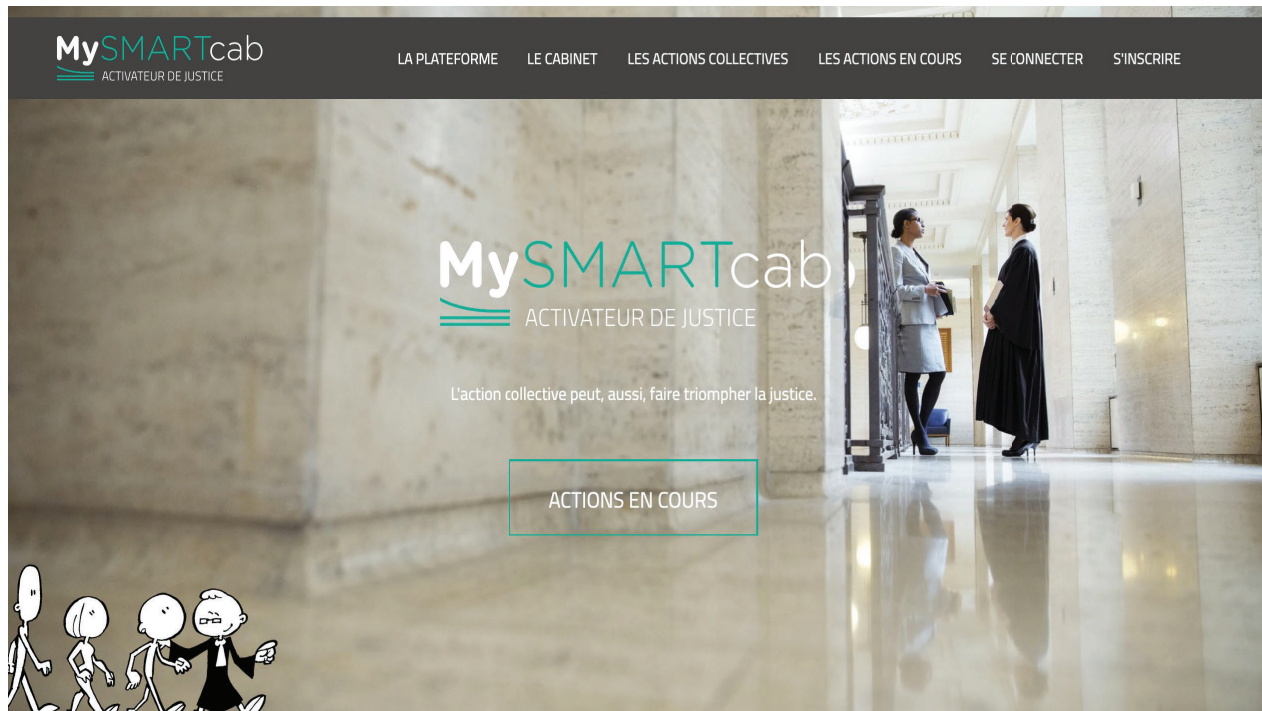 MySMARTcab
ACTIVATEUR DE JUSTICE
LA PLATEFORME LE CABINET LES ACTIONS COLLECTIVES LES ACTIONS EN COURS SE CONNECTER S'INSCRIRE
MySMARTcab
ACTIVATEUR DE JUSTICE
L'action collective peut, aussi, faire triompher la justice.
ACTIONS EN COURS